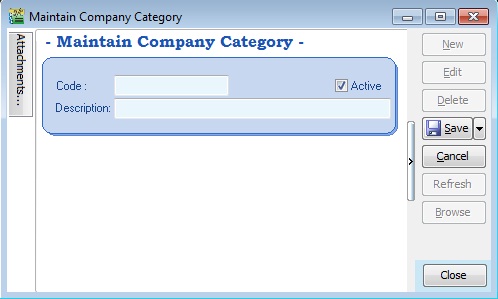 Maintain Company Category
Attachments...
- Maintain Company Category -
Code :
Active
Description:
New
Edit
Delete
Save
Cancel
Refresh
Browse
Close